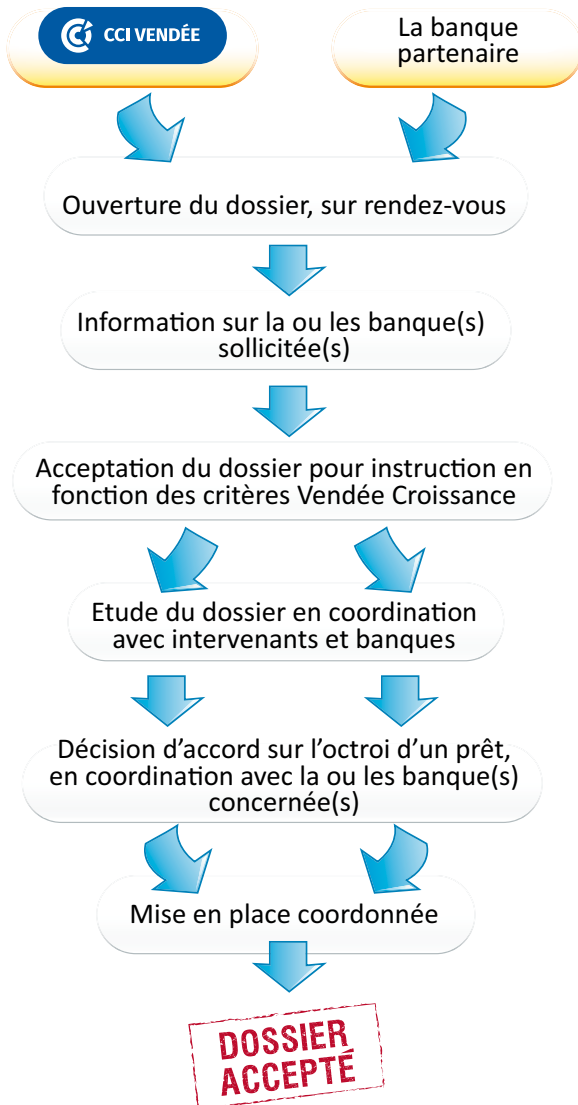 CCI VENDÉE
La banque
partenaire
Ouverture du dossier, sur rendez-vous
Information sur la ou les banque(s)
sollicitée(s)
Acceptation du dossier pour instruction en
fonction des critères Vendée Croissance
Etude du dossier en coordination
avec intervenants et banques
Décision d’accord sur l’octroi d’un prêt,
en coordination avec la ou les banque(s)
concernée(s)
Mise en place coordonnée
DOSSIER
ACCEPTÉ